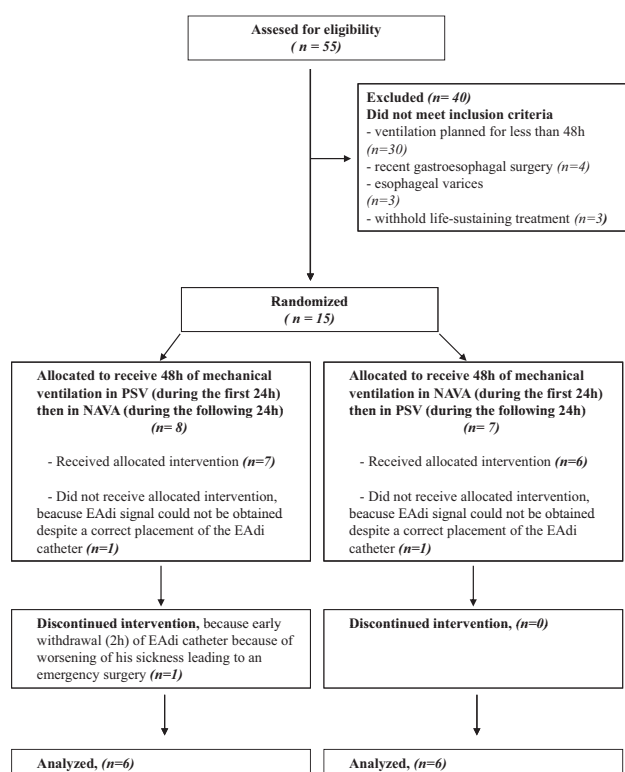 Assesed for eligibility
( n = 55)
Excluded (n= 40)
Did not meet inclusion criteria
- ventilation planned for less than 48h
(n=30)
- recent gastroesophagal surgery (n=4)
- esophageal varices
(n=3)
- withhold life-sustaining treatment (n=3)
Randomized
( n = 15)
Allocated to receive 48h of mechanical
ventilation in PSV (during the first 24h)
then in NAVA (during the following 24h)
(n= 8)
- Received allocated intervention (n=7)
- Did not receive allocated intervention,
beacuse EAdi signal could not be obtained
despite a correct placement of the EAdi
catheter (n=1)
Allocated to receive 48h of mechanical
ventilation in NAVA (during the first 24h)
then in PSV (during the following 24h)
(n= 7)
- Received allocated intervention (n=6)
- Did not receive allocated intervention,
beacuse EAdi signal could not be obtained
despite a correct placement of the EAdi
catheter (n=1)
Discontinued intervention, because early
withdrawal (2h) of EAdi catheter because of
worsening of his sickness leading to an
emergency surgery (n=1)
Discontinued intervention, (n=0)
Analyzed, (n=6)
Analyzed, (n=6)